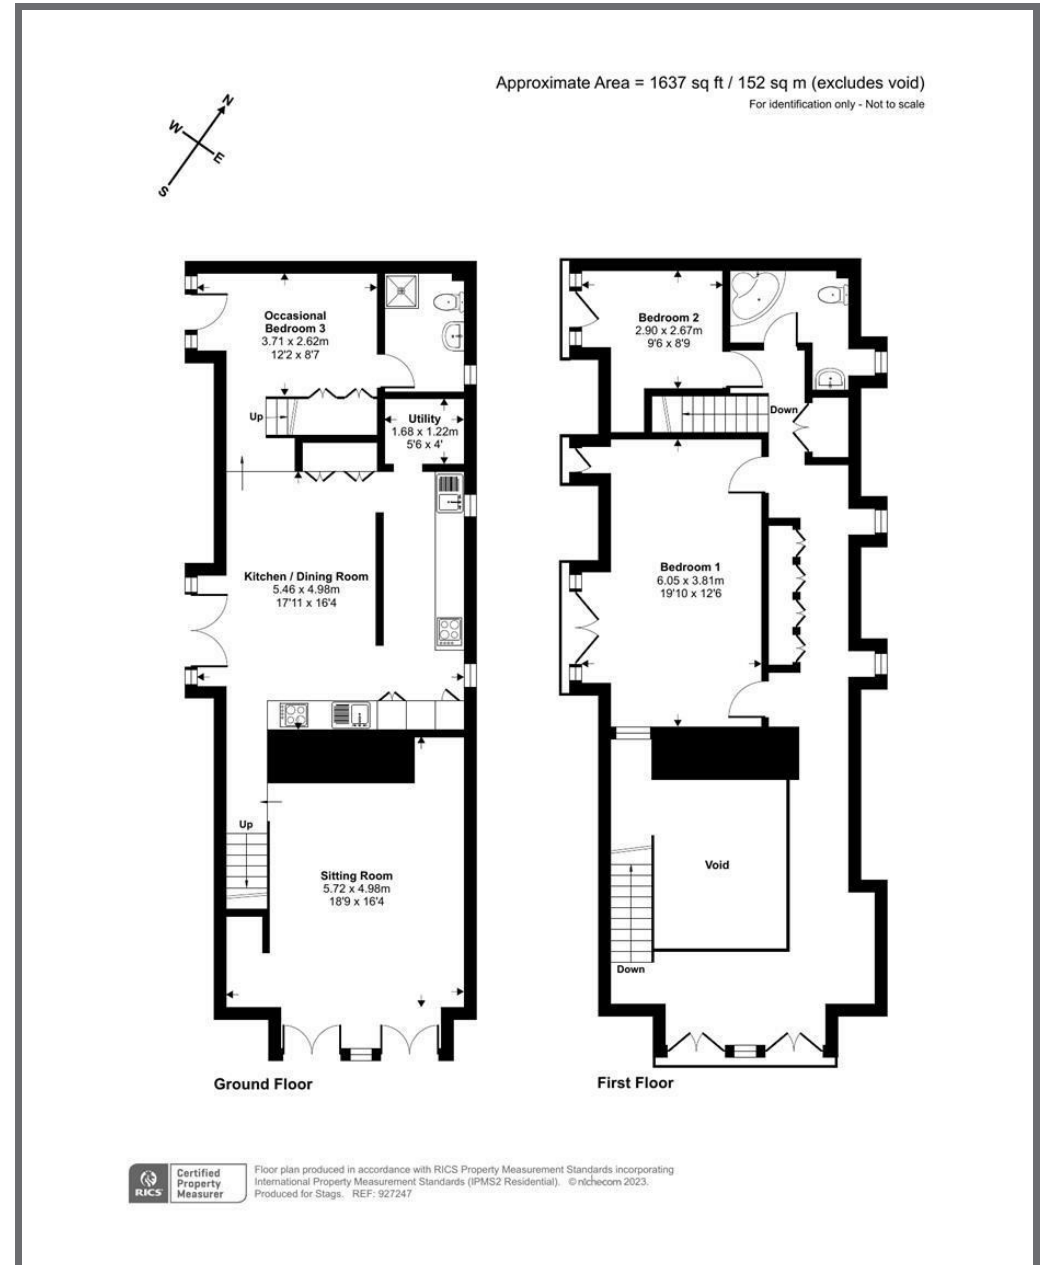 Approximate Area = 1637 sq ft / 152 sq m (excludes void)
For identification only - Not to scale
N
W
E
S
Occasional
Bedroom 3
3.71 x 2.62m
12'2 x 8'7
Up
Utility
1.68 x 1.22m
5'6 x 4'
Kitchen / Dining Room
5.46 x 4.98m
17'11 x 16'4
Up
Sitting Room
5.72 x 4.98m
18'9 x 16'4
Ground Floor
Bedroom 2
2.90 x 2.67m
9'6 x 8'9
Down
Bedroom 1
6.05 x 3.81m
19'10 x 12'6
Void
Down
First Floor
RICS
Certified
Property
Measurer
Floor plan produced in accordance with RICS Property Measurement Standards incorporating
International Property Measurement Standards (IPMS2 Residential). © nichecom 2023.
Produced for Stags. REF: 927247